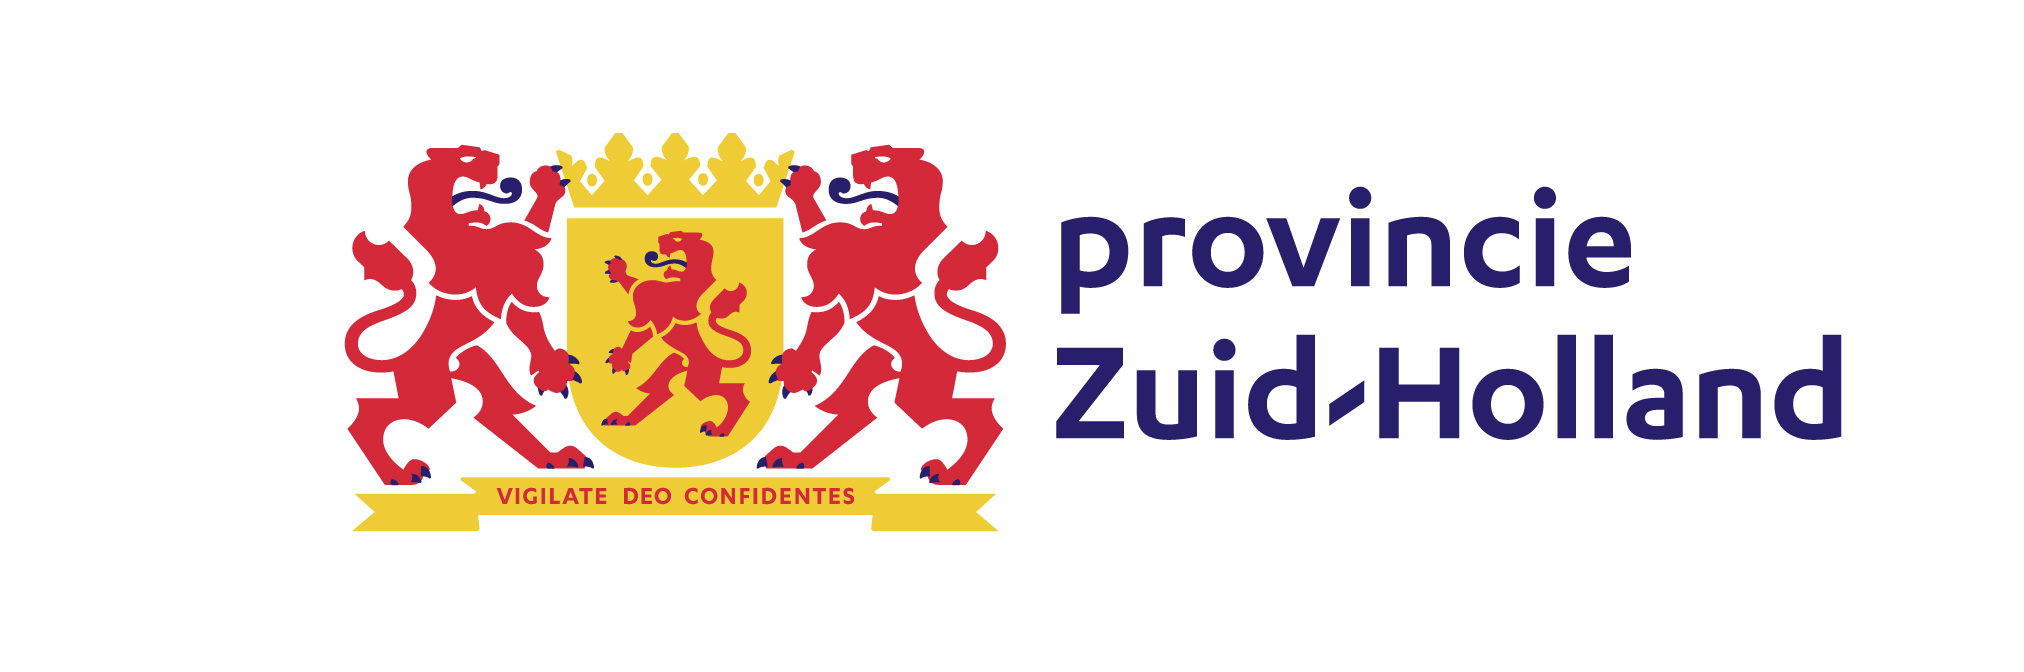 VIGILATE DEO CONFIDENTES
provincie
Zuid-Holland